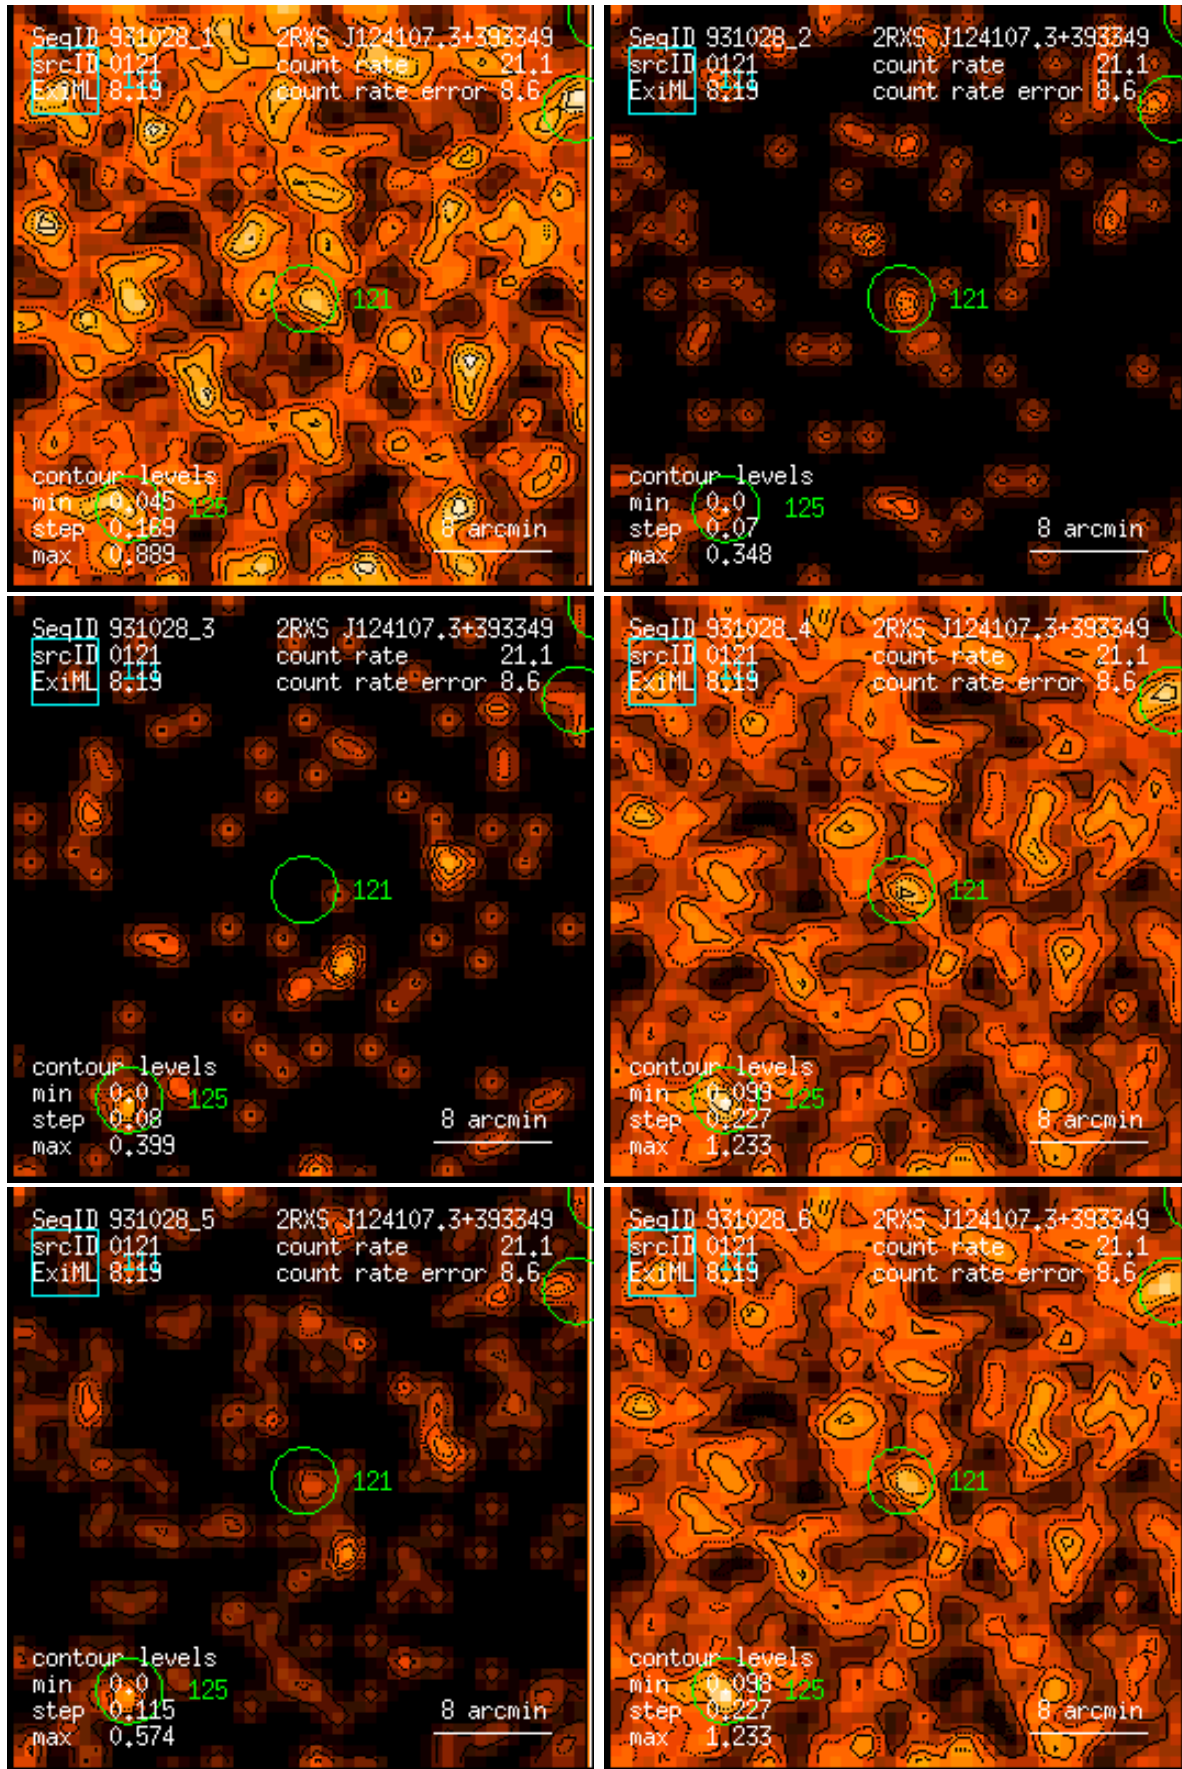 SeqID 931028_1 2RXS J124107.3+393349
srcID 0121 count rate 21.1
ExiML 8.19 count rate error 8.6
121
contour levels
min 0.045 125
step 0.169 8 arcmin
max 0.889
SeqID 931028_2 2RXS J124107.3+393349
srcID 0121 count rate 21.1
ExiML 8.19 count rate error 8.6
121
contour levels
min 0.0 125
step 0.07 8 arcmin
max 0.348
SeqID 931028_3 2RXS J124107.3+393349
srcID 0121 count rate 21.1
ExiML 8.19 count rate error 8.6
121
contour levels
min 0.0 125
step 0.08 8 arcmin
max 0.399
SeqID 931028_4 2RXS J124107.3+393349
srcID 0121 count rate 21.1
ExiML 8.19 count rate error 8.6
121
contour levels
min 0.099 125
step 0.227 8 arcmin
max 1.233
SeqID 931028_5 2RXS J124107.3+393349
srcID 0121 count rate 21.1
ExiML 8.19 count rate error 8.6
121
contour levels
min 0.0 125
step 0.115 8 arcmin
max 0.574
SeqID 931028_6 2RXS J124107.3+393349
srcID 0121 count rate 21.1
ExiML 8.19 count rate error 8.6
121
contour levels
min 0.098 125
step 0.227 8 arcmin
max 1.233